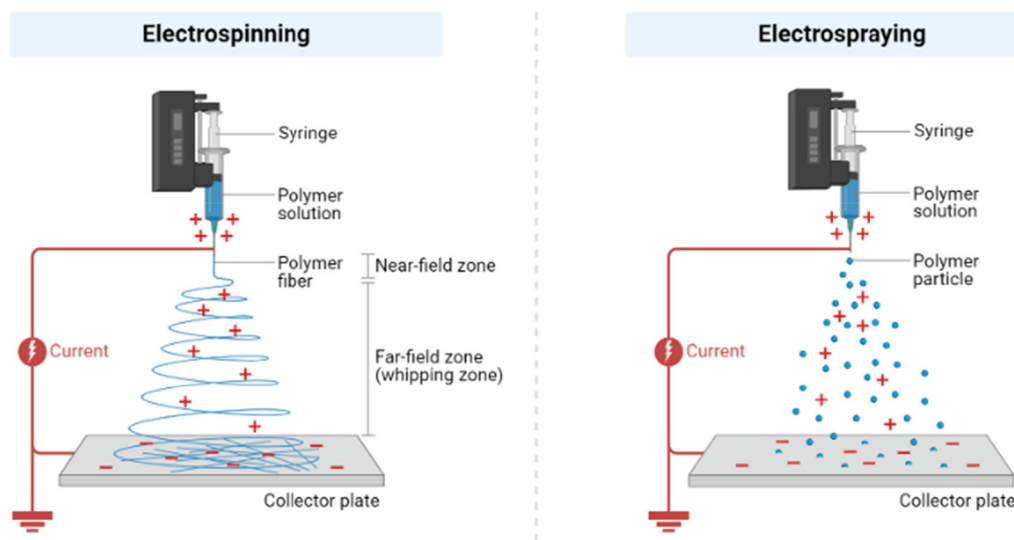 Electrospinning
Syringe
Polymer
solution
Polymer
fiber
Near-field zone
Current
Far-field zone
(whipping zone)
Collector plate
Electrospraying
Syringe
Polymer
solution
Polymer
particle
Current
Collector plate